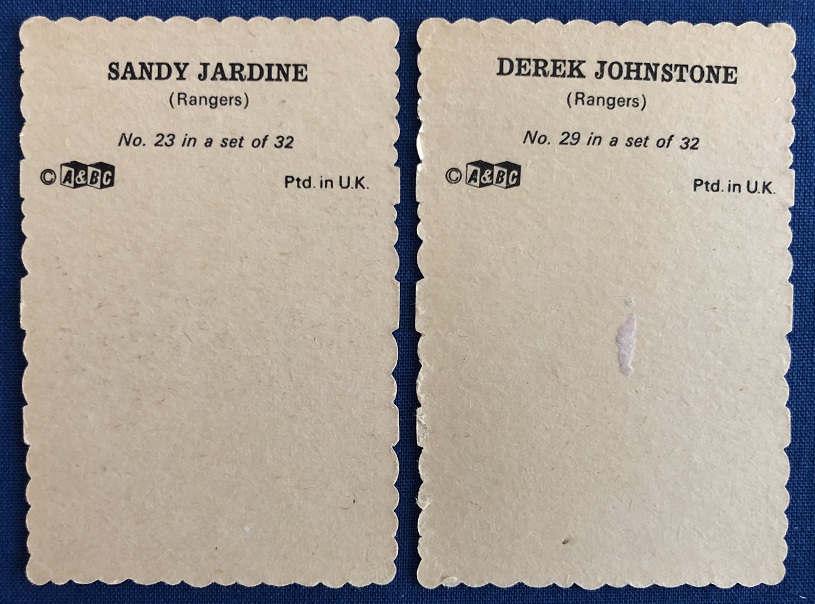 SANDY JARDINE
(Rangers)
No. 23 in a set of 32
© A&BC
Ptd. in U.K.
DEREK JOHNSTONE
(Rangers)
No. 29 in a set of 32
© A&BC
Ptd. in U.K.